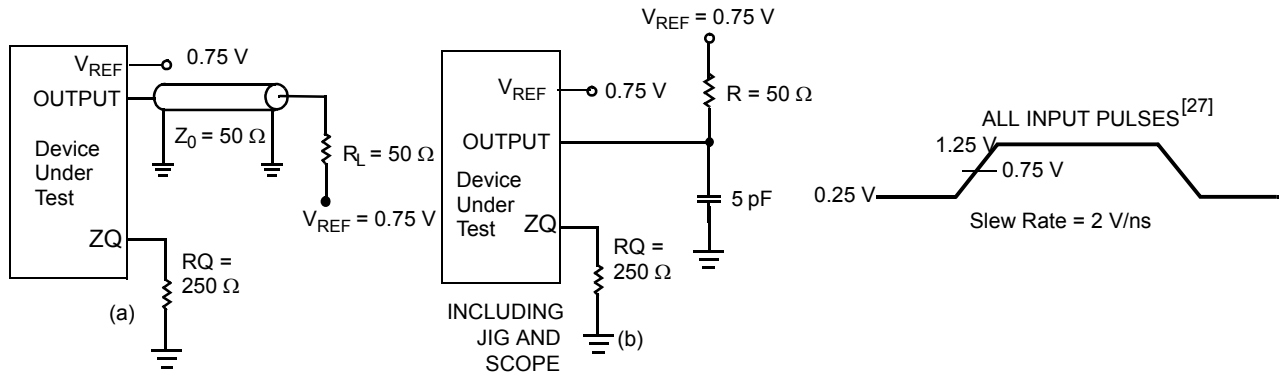 V_REF
0.75 V
OUTPUT
Z0 = 50 Ω
Device
Under
Test
RL = 50 Ω
V_REF = 0.75 V
ZQ
RQ =
250 Ω
(a)
V_REF = 0.75 V
R = 50 Ω
V_REF
0.75 V
OUTPUT
Device
Under
Test
5 pF
ZQ
RQ =
250 Ω
INCLUDING
JIG AND
SCOPE
(b)
ALL INPUT PULSES[27]
1.25 V
0.75 V
0.25 V
Slew Rate = 2 V/ns